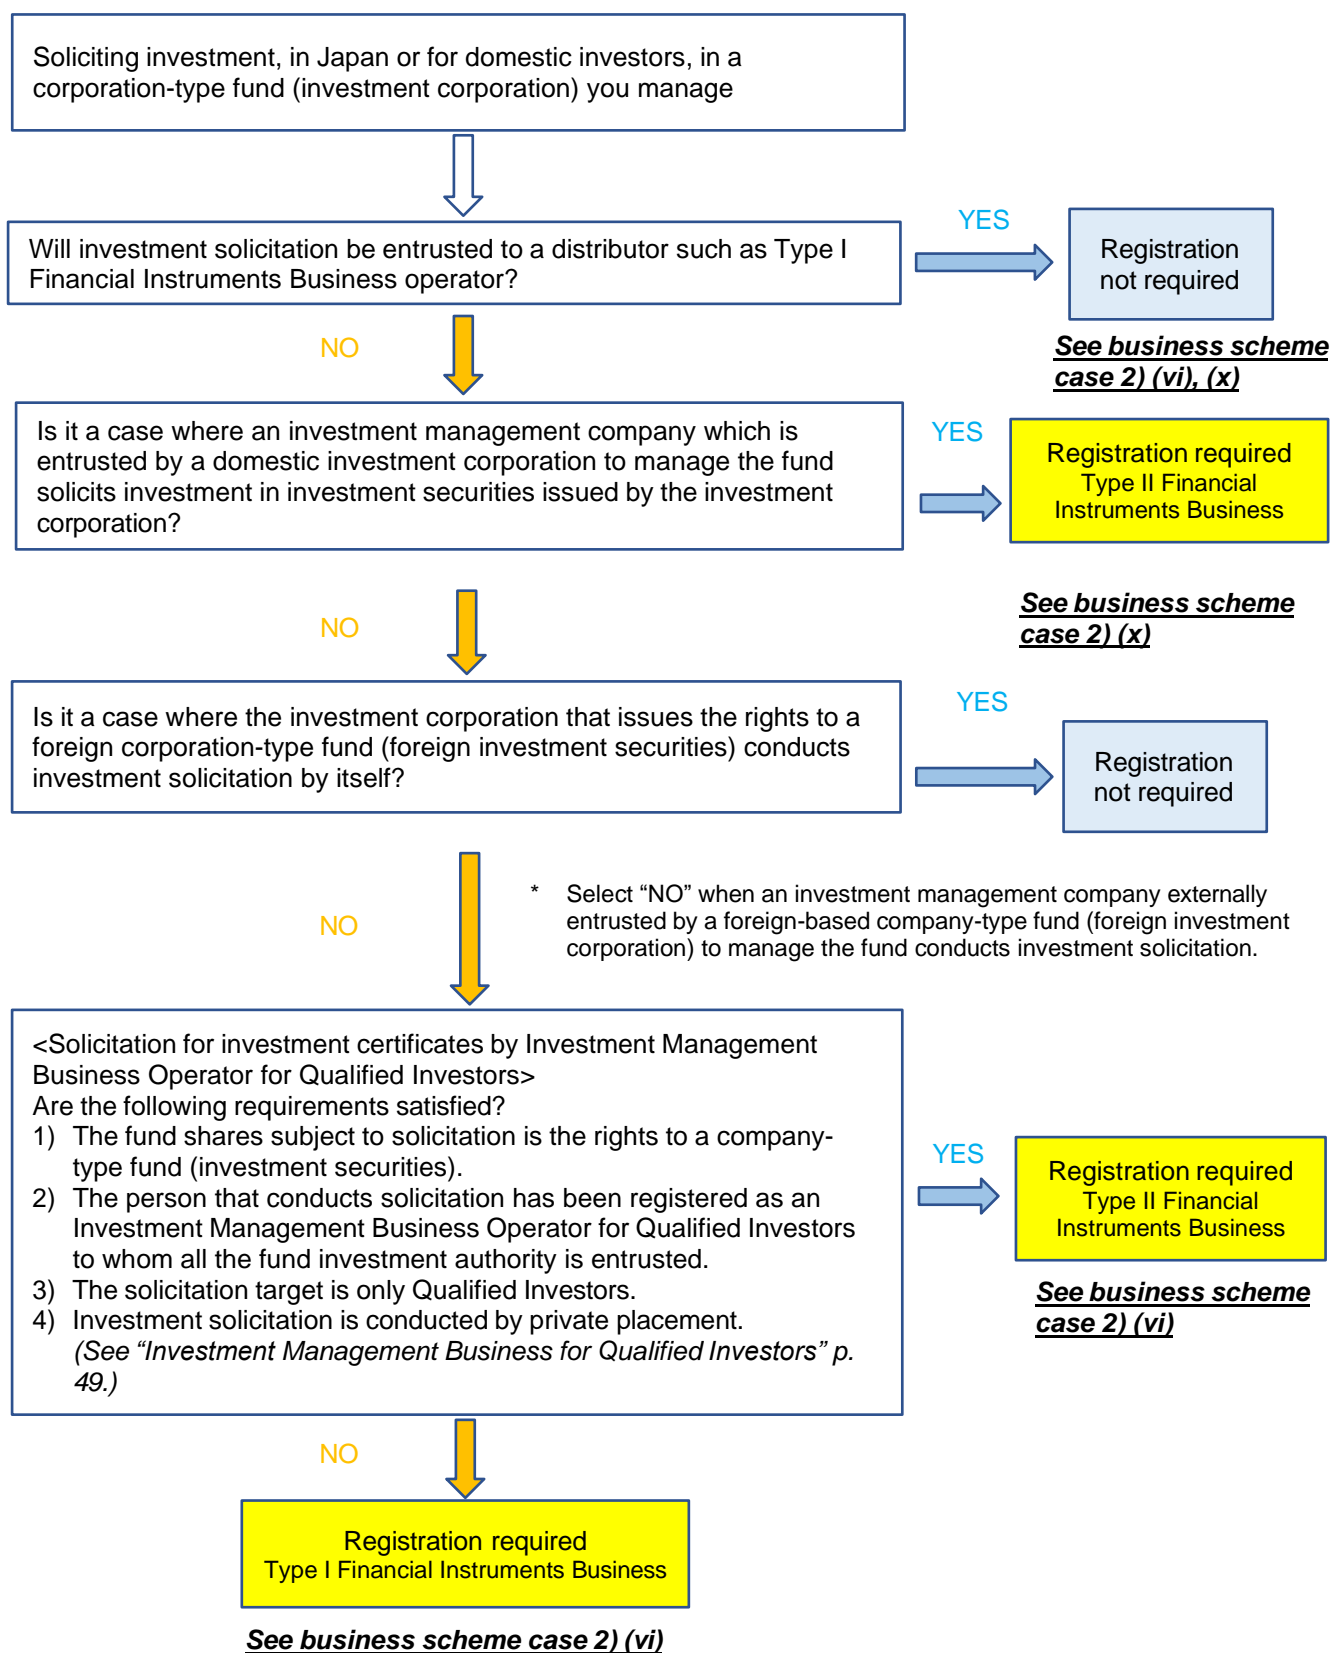 Soliciting investment, in Japan or for domestic investors, in a
corporation-type fund (investment corporation) you manage
Will investment solicitation be entrusted to a distributor such as Type I
Financial Instruments Business operator?
YES
Registration
not required
See business scheme
case 2) (vi), (x)
NO
Is it a case where an investment management company which is
entrusted by a domestic investment corporation to manage the fund
solicits investment in investment securities issued by the investment
corporation?
YES
Registration required
Type II Financial
Instruments Business
See business scheme
case 2) (x)
NO
Is it a case where the investment corporation that issues the rights to a
foreign corporation-type fund (foreign investment securities) conducts
investment solicitation by itself?
YES
Registration
not required
NO
* Select “NO” when an investment management company externally
entrusted by a foreign-based company-type fund (foreign investment
corporation) to manage the fund conducts investment solicitation.
<Solicitation for investment certificates by Investment Management
Business Operator for Qualified Investors>
Are the following requirements satisfied?
1) The fund shares subject to solicitation is the rights to a company-
type fund (investment securities).
2) The person that conducts solicitation has been registered as an
Investment Management Business Operator for Qualified Investors
to whom all the fund investment authority is entrusted.
3) The solicitation target is only Qualified Investors.
4) Investment solicitation is conducted by private placement.
(See “Investment Management Business for Qualified Investors” p.
49.)
YES
Registration required
Type II Financial
Instruments Business
See business scheme
case 2) (vi)
NO
Registration required
Type I Financial Instruments Business
See business scheme case 2) (vi)